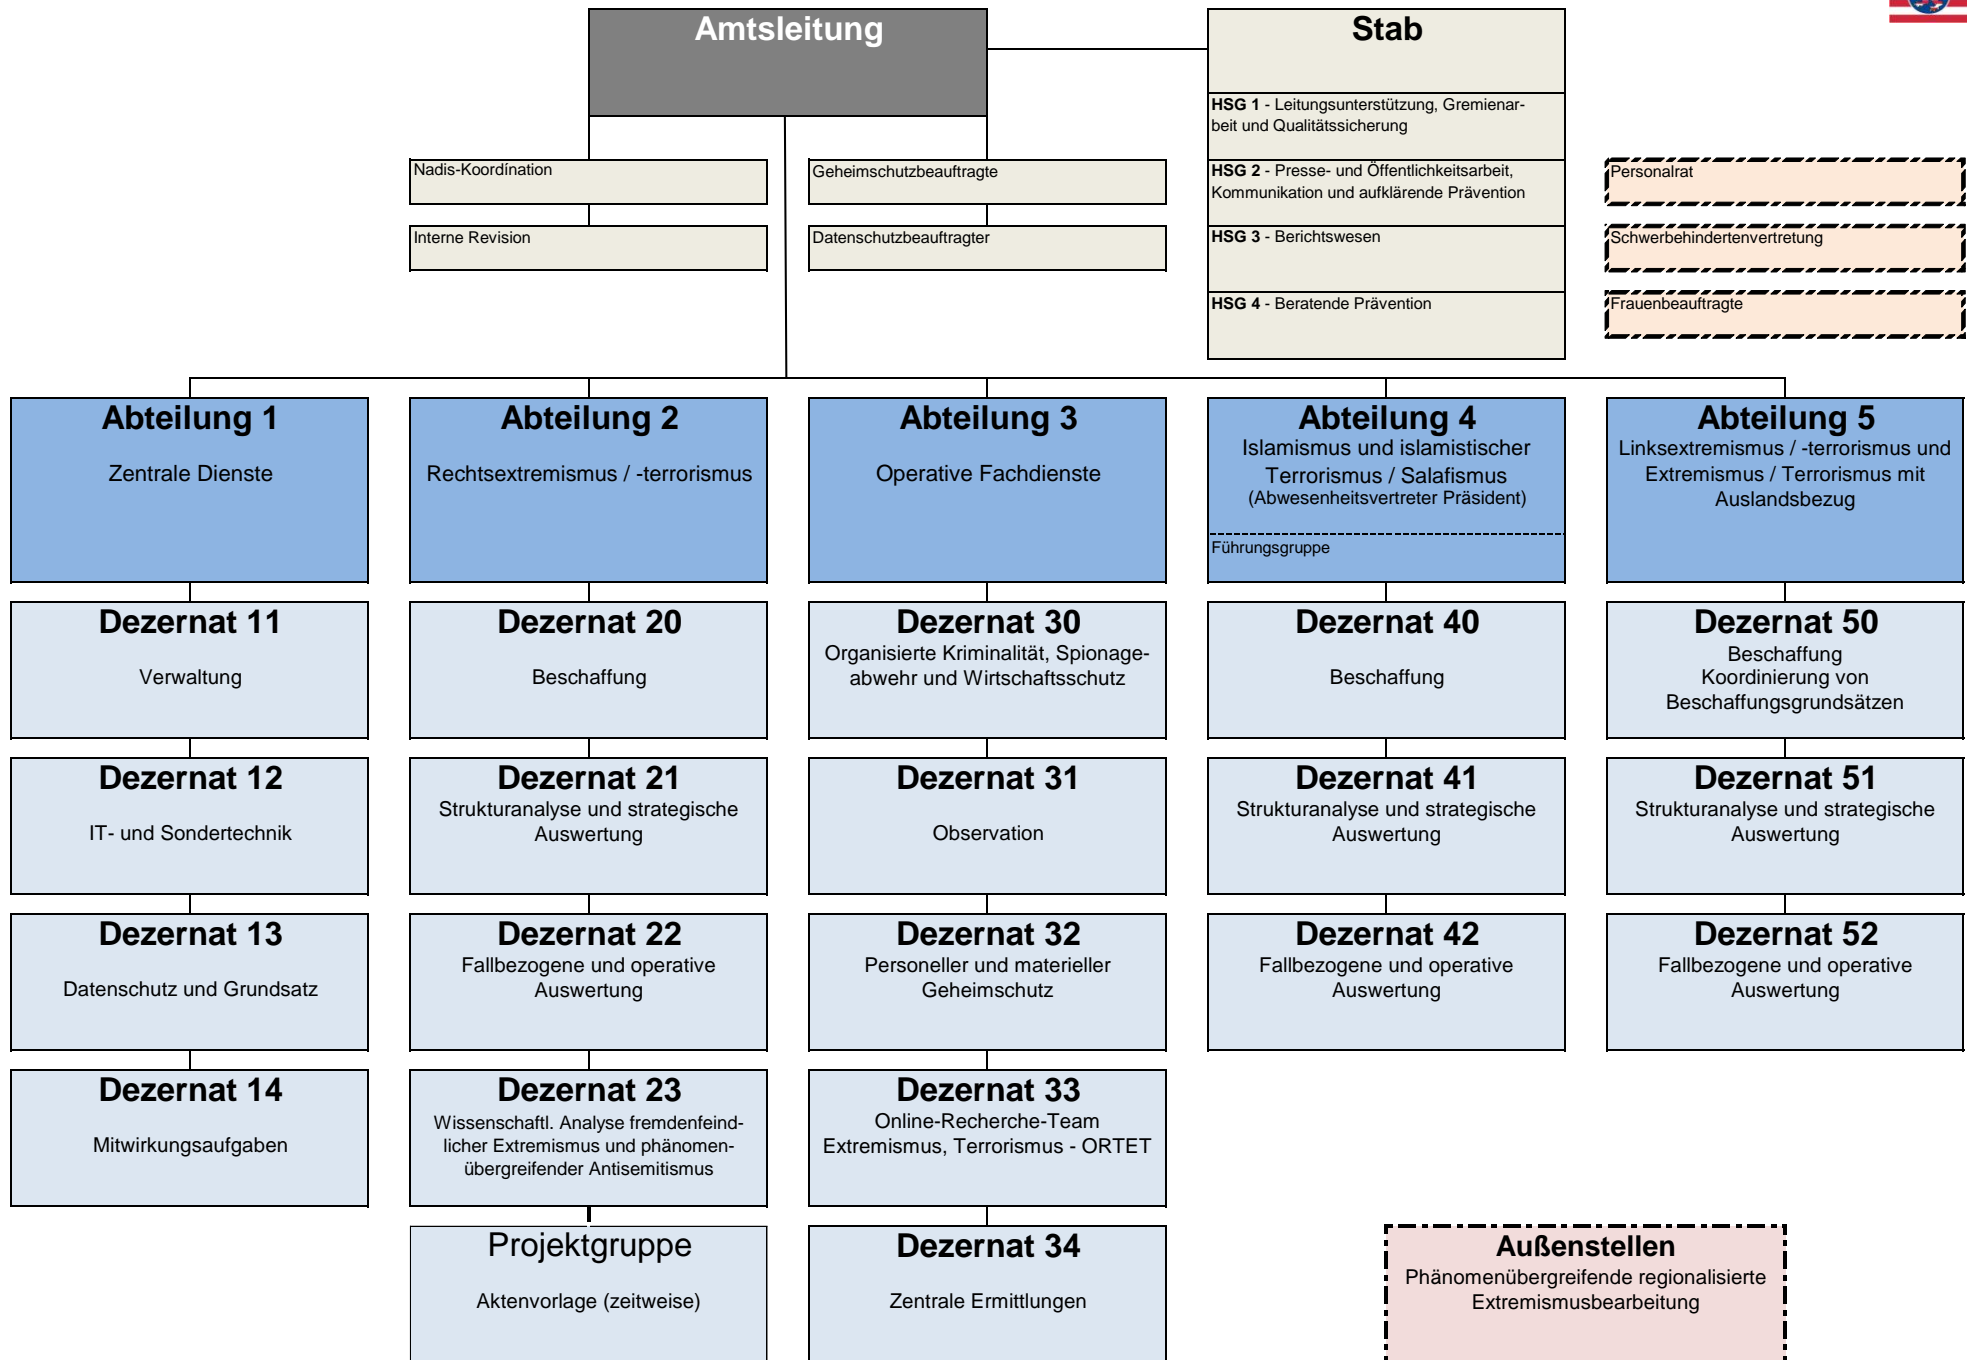 Amtsleitung
Stab
HSG 1 - Leitungsunterstützung, Gremienar-
beit und Qualitätssicherung
HSG 2 - Presse- und Öffentlichkeitsarbeit,
Kommunikation und aufklärende Prävention
HSG 3 - Berichtswesen
HSG 4 - Beratende Prävention
Nadis-Koordínation
Geheimschutzbeauftragte
Interne Revision
Datenschutzbeauftragter
Personalrat
Schwerbehindertenvertretung
Frauenbeauftragte
Abteilung 1
Zentrale Dienste
Abteilung 2
Rechtsextremismus / -terrorismus
Abteilung 3
Operative Fachdienste
Abteilung 4
Islamismus und islamistischer
Terrorismus / Salafismus
(Abwesenheitsvertreter Präsident)
Führungsgruppe
Abteilung 5
Linksextremismus / -terrorismus und
Extremismus / Terrorismus mit
Auslandsbezug
Dezernat 11
Verwaltung
Dezernat 20
Beschaffung
Dezernat 30
Organisierte Kriminalität, Spionage-
abwehr und Wirtschaftsschutz
Dezernat 40
Beschaffung
Dezernat 50
Beschaffung
Koordinierung von
Beschaffungsgrundsätzen
Dezernat 12
IT- und Sondertechnik
Dezernat 21
Strukturanalyse und strategische
Auswertung
Dezernat 31
Observation
Dezernat 41
Strukturanalyse und strategische
Auswertung
Dezernat 51
Strukturanalyse und strategische
Auswertung
Dezernat 13
Datenschutz und Grundsatz
Dezernat 22
Fallbezogene und operative
Auswertung
Dezernat 32
Personeller und materieller
Geheimschutz
Dezernat 42
Fallbezogene und operative
Auswertung
Dezernat 52
Fallbezogene und operative
Auswertung
Dezernat 14
Mitwirkungsaufgaben
Dezernat 23
Wissenschaftl. Analyse fremdenfeind-
licher Extremismus und phänomen-
übergreifender Antisemitismus
Dezernat 33
Online-Recherche-Team
Extremismus, Terrorismus - ORTET
Projektgruppe
Aktenvorlage (zeitweise)
Dezernat 34
Zentrale Ermittlungen
Außenstellen
Phänomenübergreifende regionalisierte
Extremismusbearbeitung